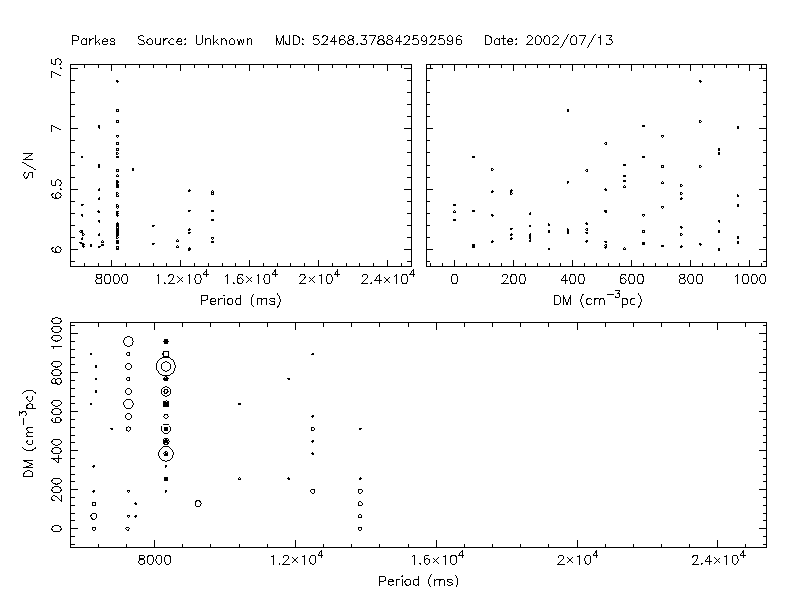 Parkes Source: Unknown MJD: 52468.378842592596 Date: 2002/07/13
7.5
7
6.5
6
S/N
8000 1.2×10⁴ 1.6×10⁴ 2×10⁴ 2.4×10⁴
Period (ms)
0 200 400 600 800 1000
DM (cm⁻³pc)
1000
800
600
400
200
0
DM (cm⁻³pc)
8000 1.2×10⁴ 1.6×10⁴ 2×10⁴ 2.4×10⁴
Period (ms)